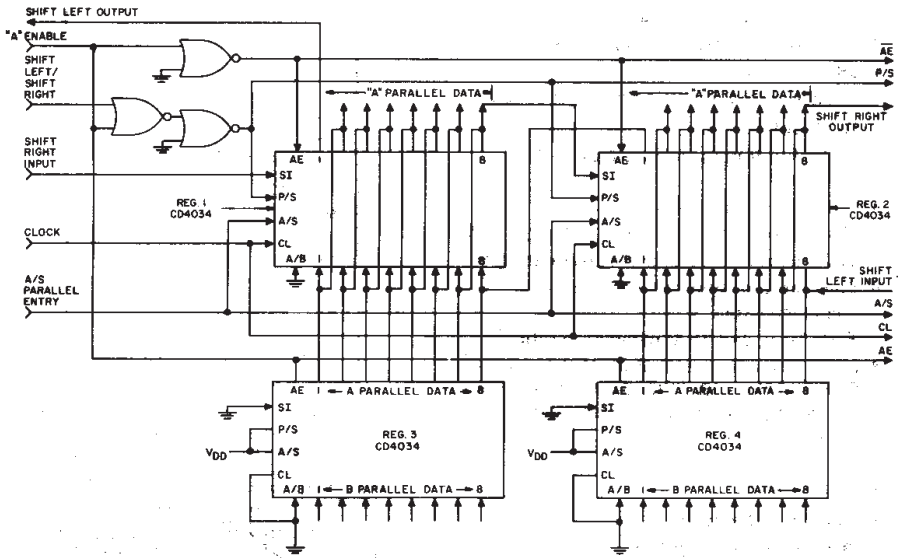 SHIFT LEFT OUTPUT
"A" ENABLE
SHIFT
LEFT/
SHIFT
RIGHT
SHIFT
RIGHT
INPUT
CLOCK
A/S
PARALLEL
ENTRY
AE
P/S
SHIFT RIGHT
OUTPUT
SHIFT
LEFT INPUT
A/S
CL
AE
"A" PARALLEL DATA
AE 1 8
SI
P/S
A/S
CL
A/B
REG. 1
CD4034
"A" PARALLEL DATA
AE 1 8
SI
P/S
A/S
CL
A/B 1 8
REG. 2
CD4034
AE 1 A PARALLEL DATA 8
SI
P/S
A/S
CL
A/B 1 B PARALLEL DATA 8
REG. 3
CD4034
VDD
AE 1 A PARALLEL DATA 8
SI
P/S
A/S
CL
A/B 1 B PARALLEL DATA 8
REG. 4
CD4034
VDD